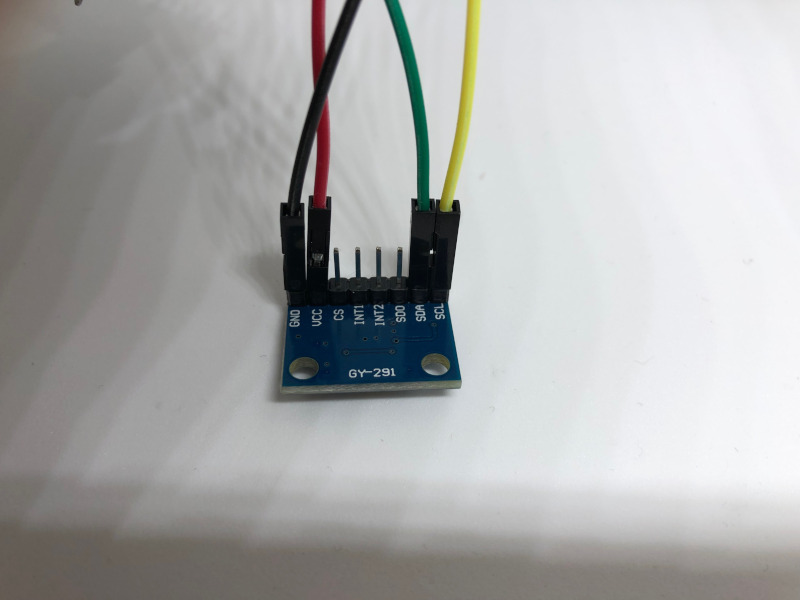 GND VCC CS INT1 INT2 SDO SDA SCL
GY-291